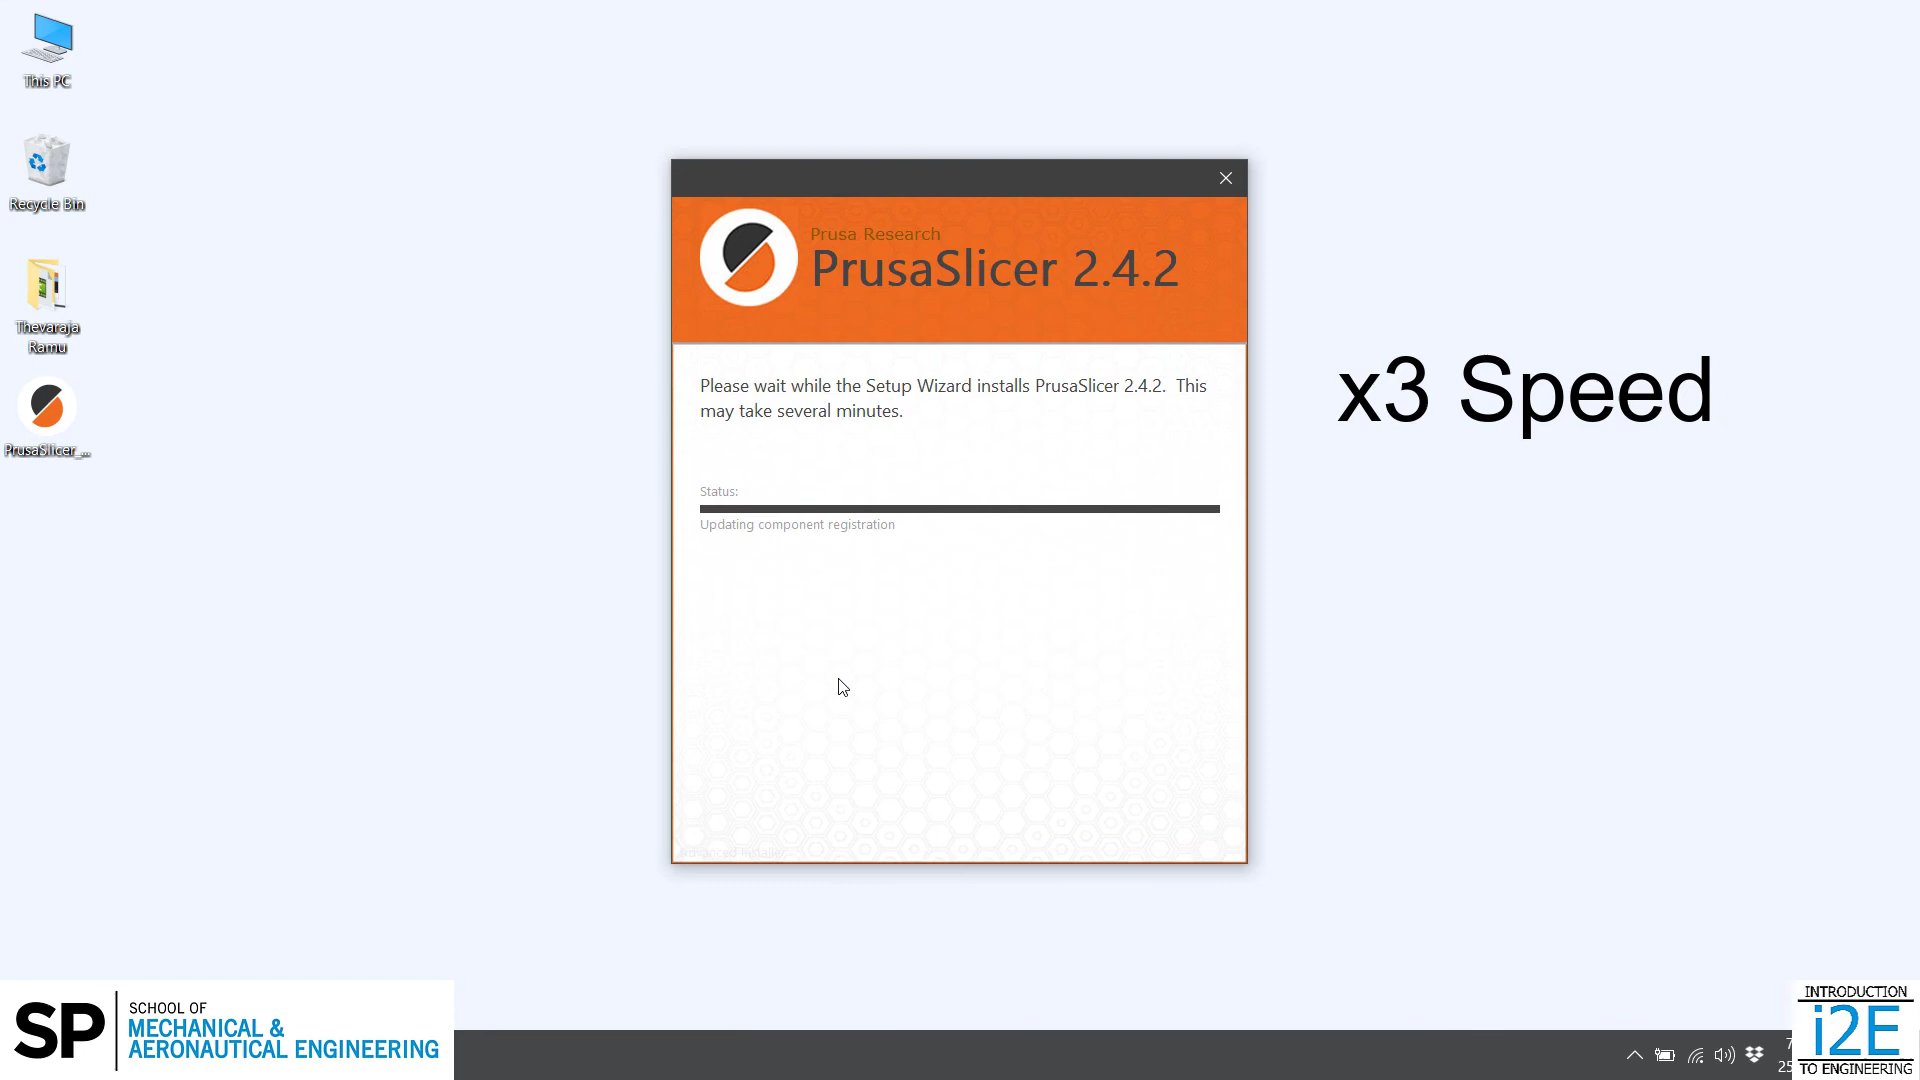 This PC
Recycle Bin
Thevaraja
Ramu
PrusaSlicer_...
Prusa Research
PrusaSlicer 2.4.2
Please wait while the Setup Wizard installs PrusaSlicer 2.4.2.  This
may take several minutes.
Status:
Updating component registration
Advanced Installer
x3 Speed
SP
SCHOOL OF
MECHANICAL &
AERONAUTICAL ENGINEERING
INTRODUCTION
i2E
TO ENGINEERING